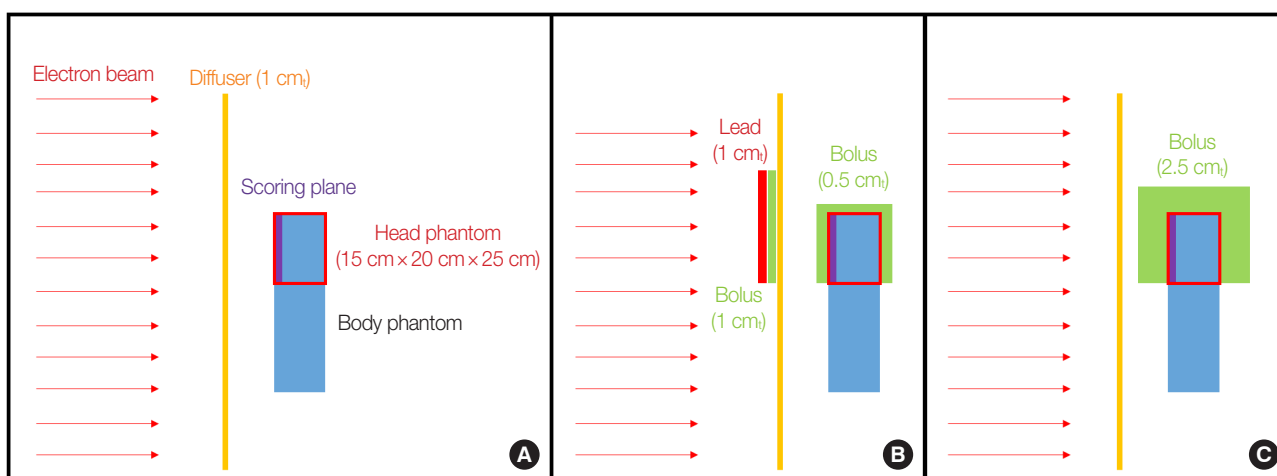 Electron beam
Diffuser (1 cmₜ)
Scoring plane
Head phantom
(15 cm × 20 cm × 25 cm)
Body phantom
A
Lead
(1 cmₜ)
Bolus
(0.5 cmₜ)
Bolus
(1 cmₜ)
B
Bolus
(2.5 cmₜ)
C